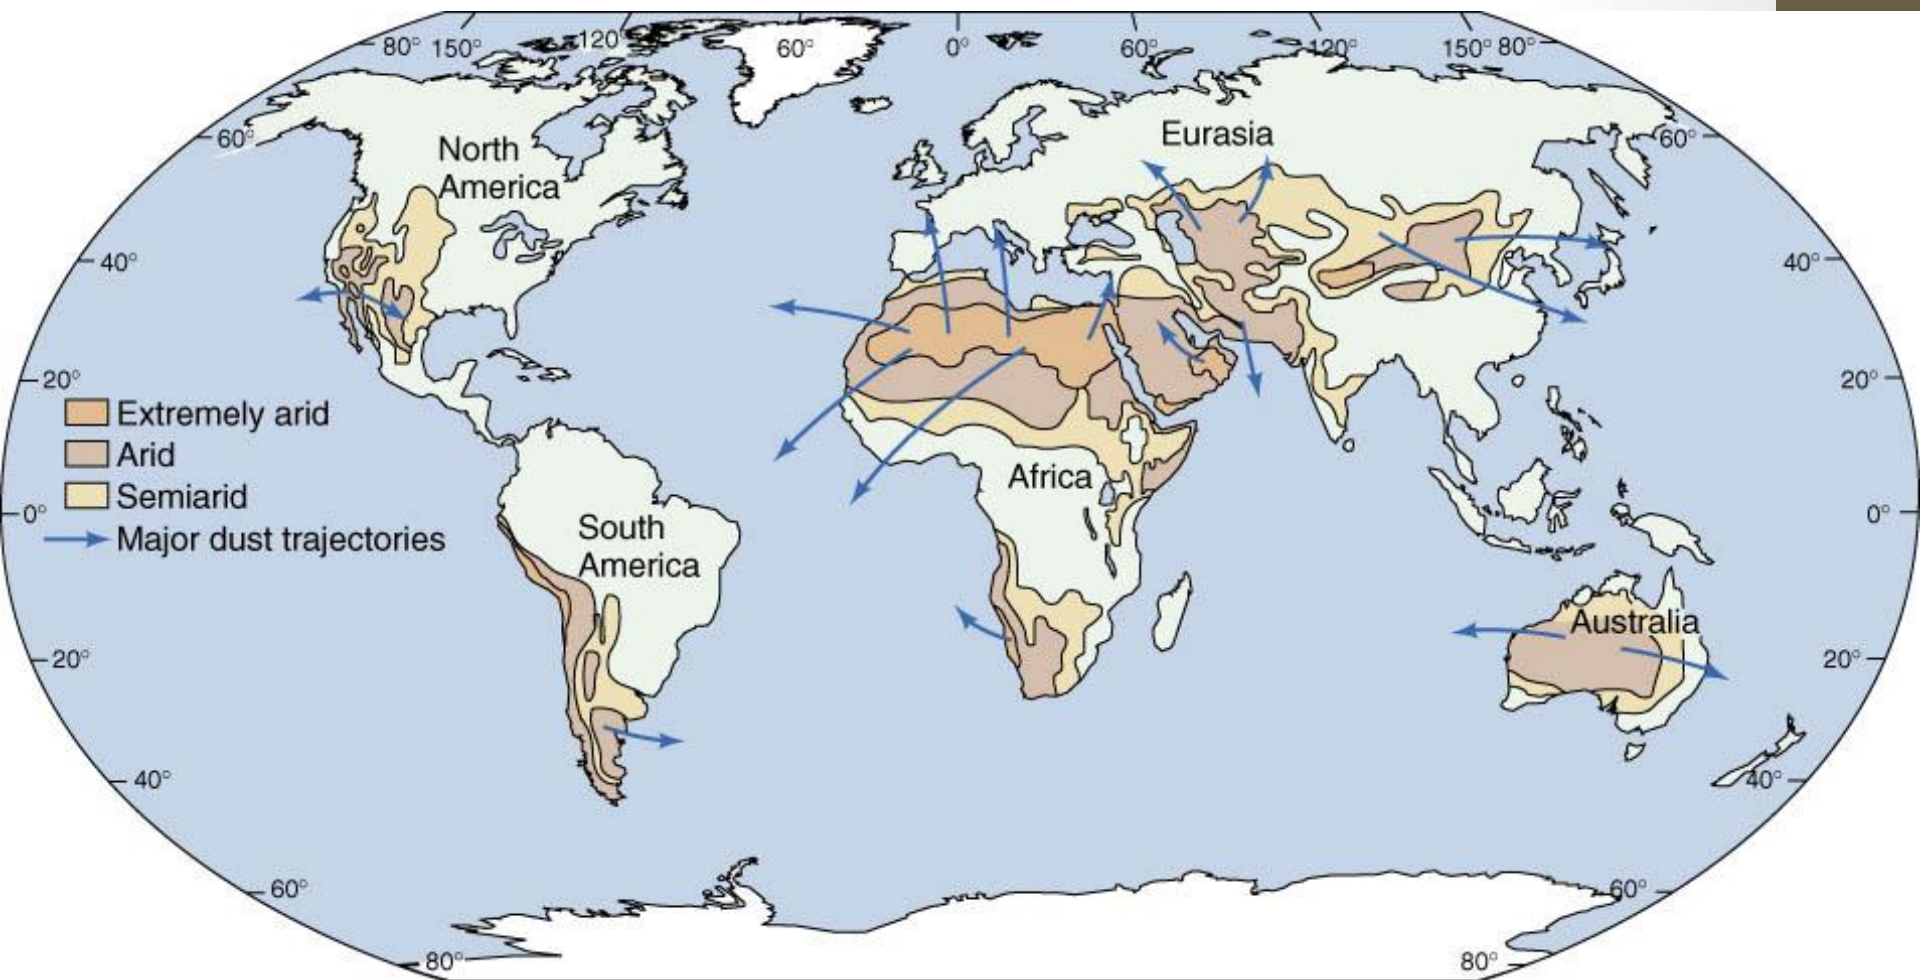 80° 150° 120° 60° 0° 60° 120° 150° 80°
60° 60°
North
America
Eurasia
40° 40°
20° 20°
Extremely arid
Arid
Semiarid
Major dust trajectories
Africa
0° 0°
South
America
Australia
20° 20°
40° 40°
60° 60°
80° 80°